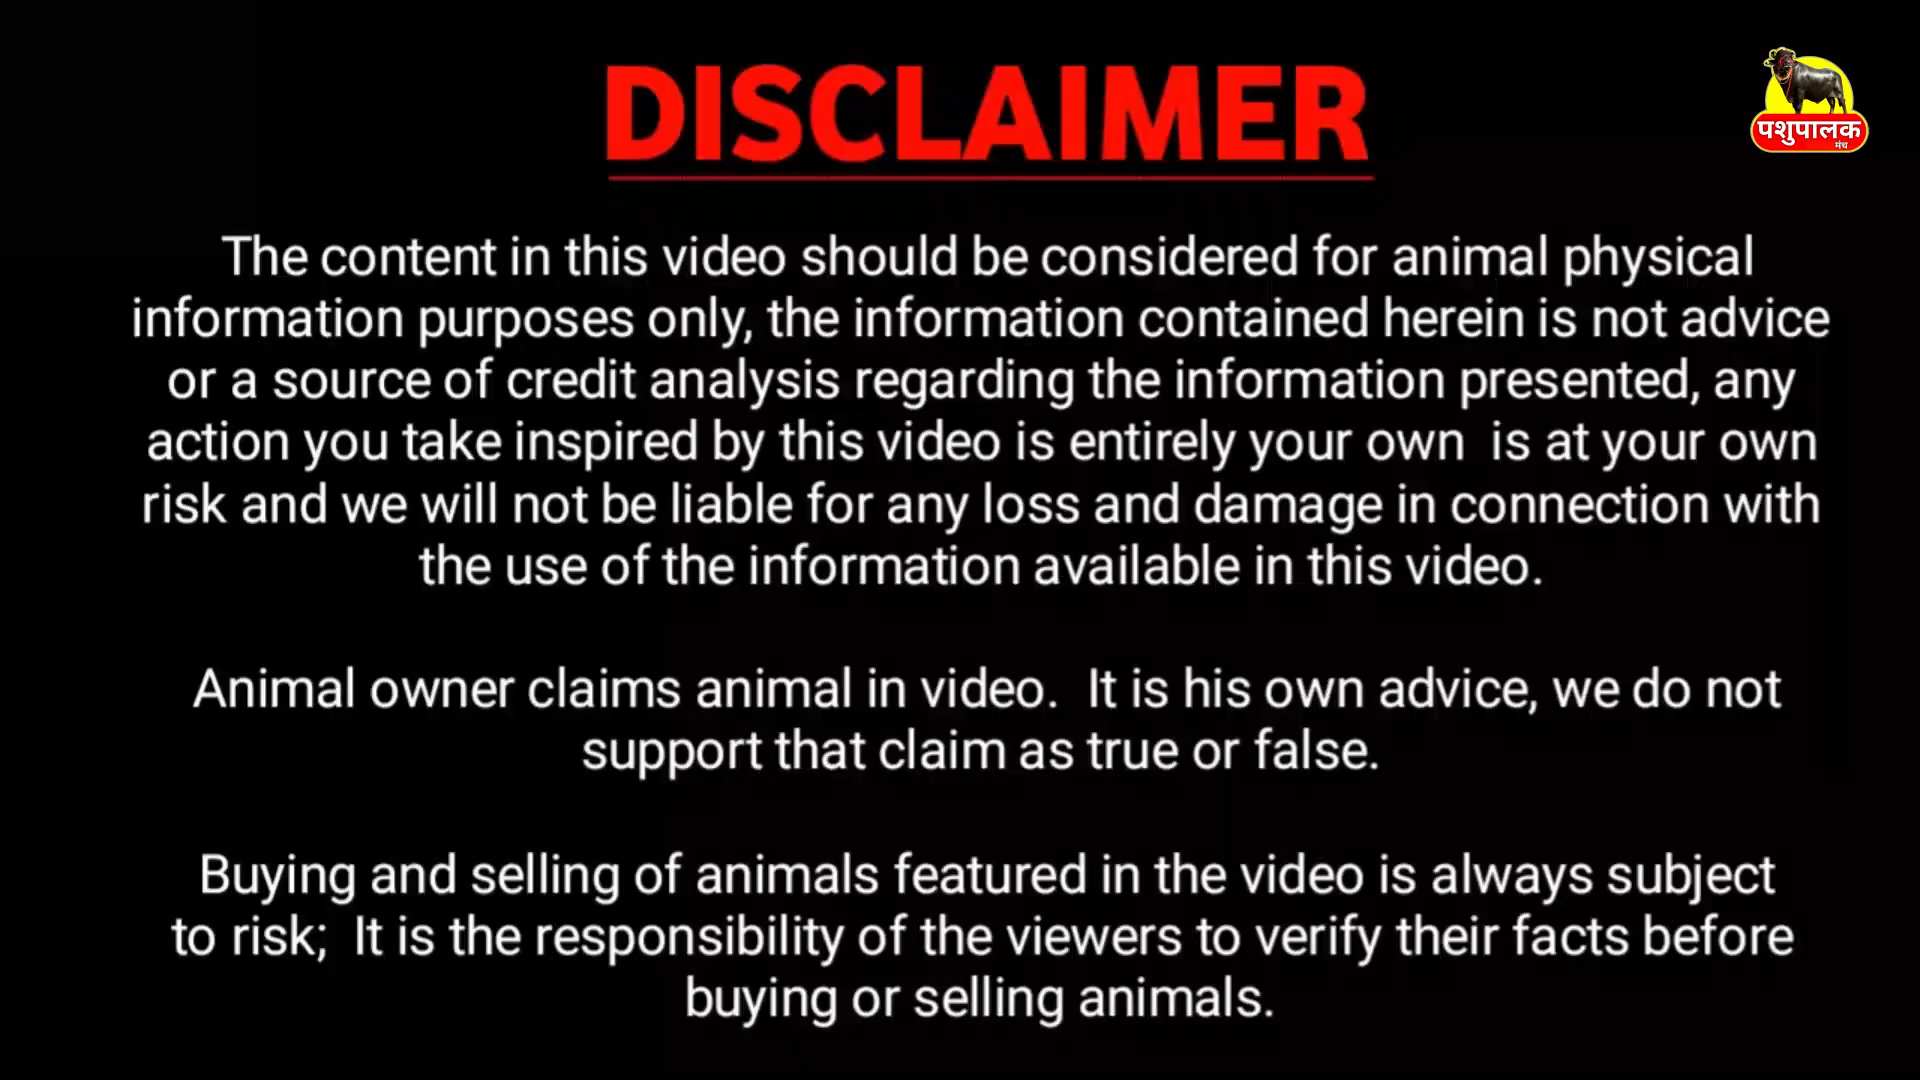 DISCLAIMER
पशुपालक
मंच
The content in this video should be considered for animal physical
information purposes only, the information contained herein is not advice
or a source of credit analysis regarding the information presented, any
action you take inspired by this video is entirely your own  is at your own
risk and we will not be liable for any loss and damage in connection with
the use of the information available in this video.
Animal owner claims animal in video.  It is his own advice, we do not
support that claim as true or false.
Buying and selling of animals featured in the video is always subject
to risk;  It is the responsibility of the viewers to verify their facts before
buying or selling animals.